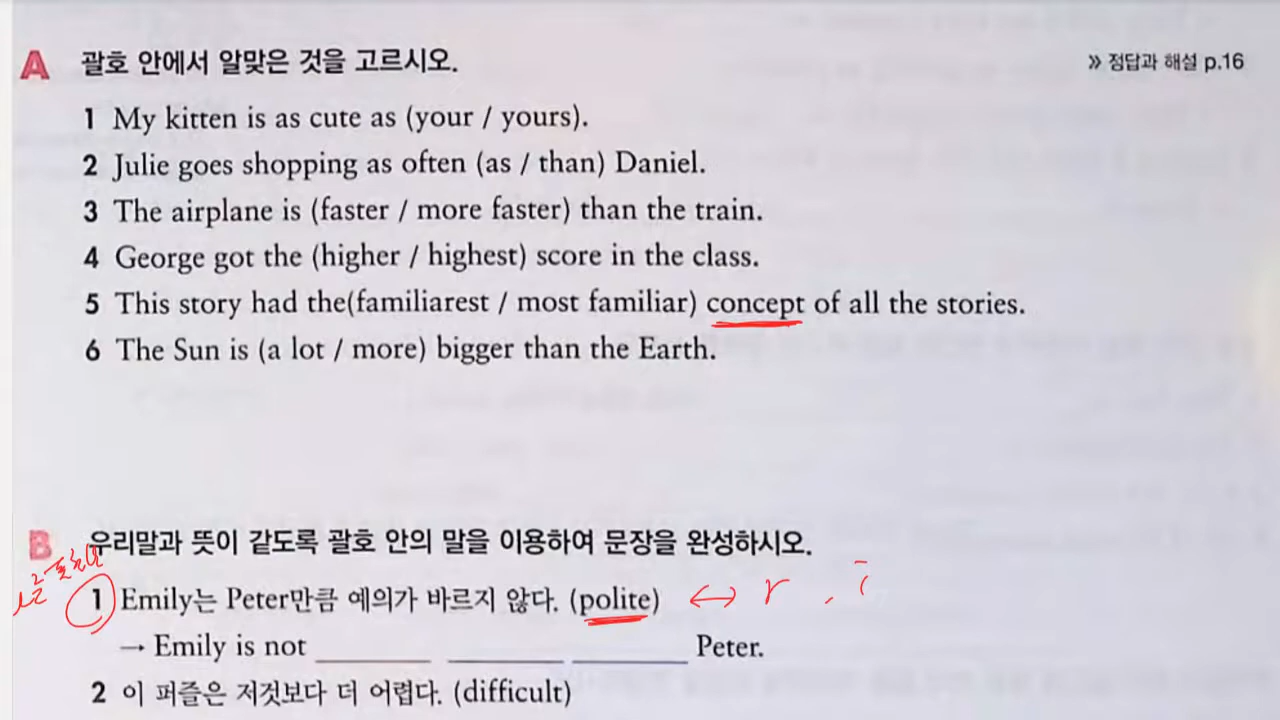 A 괄호 안에서 알맞은 것을 고르시오. » 정답과 해설 p.16
1 My kitten is as cute as (your / yours).
2 Julie goes shopping as often (as / than) Daniel.
3 The airplane is (faster / more faster) than the train.
4 George got the (higher / highest) score in the class.
5 This story had the(familiarest / most familiar) concept of all the stories.
6 The Sun is (a lot / more) bigger than the Earth.
B 우리말과 뜻이 같도록 괄호 안의 말을 이용하여 문장을 완성하시오.
1 Emily는 Peter만큼 예의가 바르지 않다. (polite) ↔ r
→ Emily is not ______ ______ ______ Peter.
2 이 퍼즐은 저것보다 더 어렵다. (difficult)